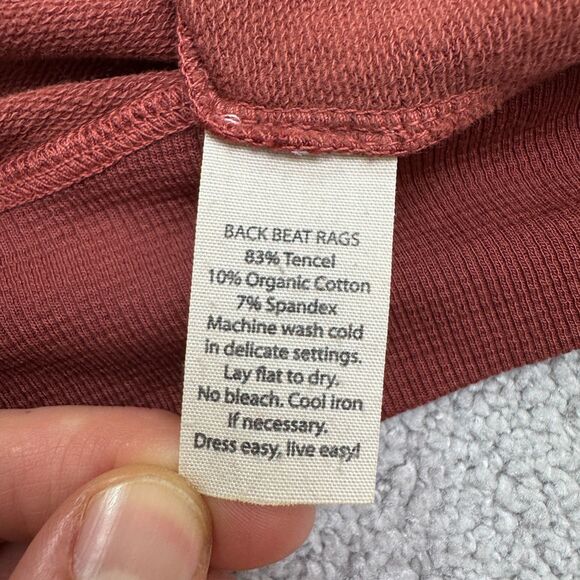 BACK BEAT RAGS
83% Tencel
10% Organic Cotton
7% Spandex
Machine wash cold
in delicate settings.
Lay flat to dry.
No bleach. Cool iron
if necessary.
Dress easy, live easy!